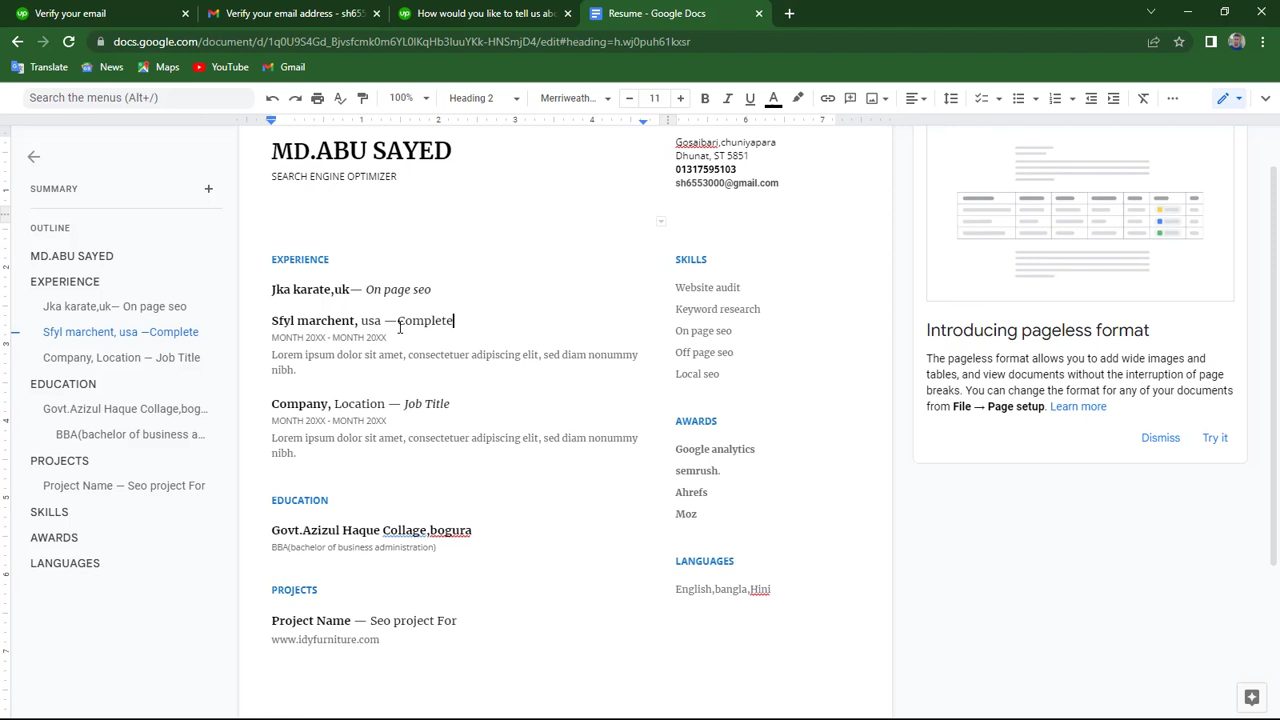 Verify your email
Verify your email address - sh655
How would you like to tell us abo
Resume - Google Docs
docs.google.com/document/d/1q0U9S4Gd_Bjvsfcmk0m6YL0IKqYHb3IuuYKk-HNSmjD4/edit#heading=h.wj0puh61kxsr
Translate
News
Maps
YouTube
Gmail
Search the menus (Alt+/)
100%
Heading 2
Merriweath...
11
1 2 3 4 6 7
SUMMARY
OUTLINE
MD.ABU SAYED
EXPERIENCE
Jka karate,uk— On page seo
Sfyl marchent, usa —Complete
Company, Location — Job Title
EDUCATION
Govt.Azizul Haque Collage,bog...
BBA(bachelor of business a...
PROJECTS
Project Name — Seo project For
SKILLS
AWARDS
LANGUAGES
MD.ABU SAYED
SEARCH ENGINE OPTIMIZER
Gosaibari,chuniyapara
Dhunat, ST 5851
01317595103
sh6553000@gmail.com
EXPERIENCE
Jka karate,uk— On page seo
Sfyl marchent, usa —Complete
MONTH 20XX - MONTH 20XX
Lorem ipsum dolor sit amet, consectetuer adipiscing elit, sed diam nonummy
nibh.
Company, Location — Job Title
MONTH 20XX - MONTH 20XX
Lorem ipsum dolor sit amet, consectetuer adipiscing elit, sed diam nonummy
nibh.
EDUCATION
Govt.Azizul Haque Collage,bogura
BBA(bachelor of business administration)
PROJECTS
Project Name — Seo project For
www.idyfurniture.com
SKILLS
Website audit
Keyword research
On page seo
Off page seo
Local seo
AWARDS
Google analytics
semrush.
Ahrefs
Moz
LANGUAGES
English,bangla,Hini
Introducing pageless format
The pageless format allows you to add wide images and
tables, and view documents without the interruption of page
breaks. You can change the format for any of your documents
from File → Page setup. Learn more
Dismiss
Try it